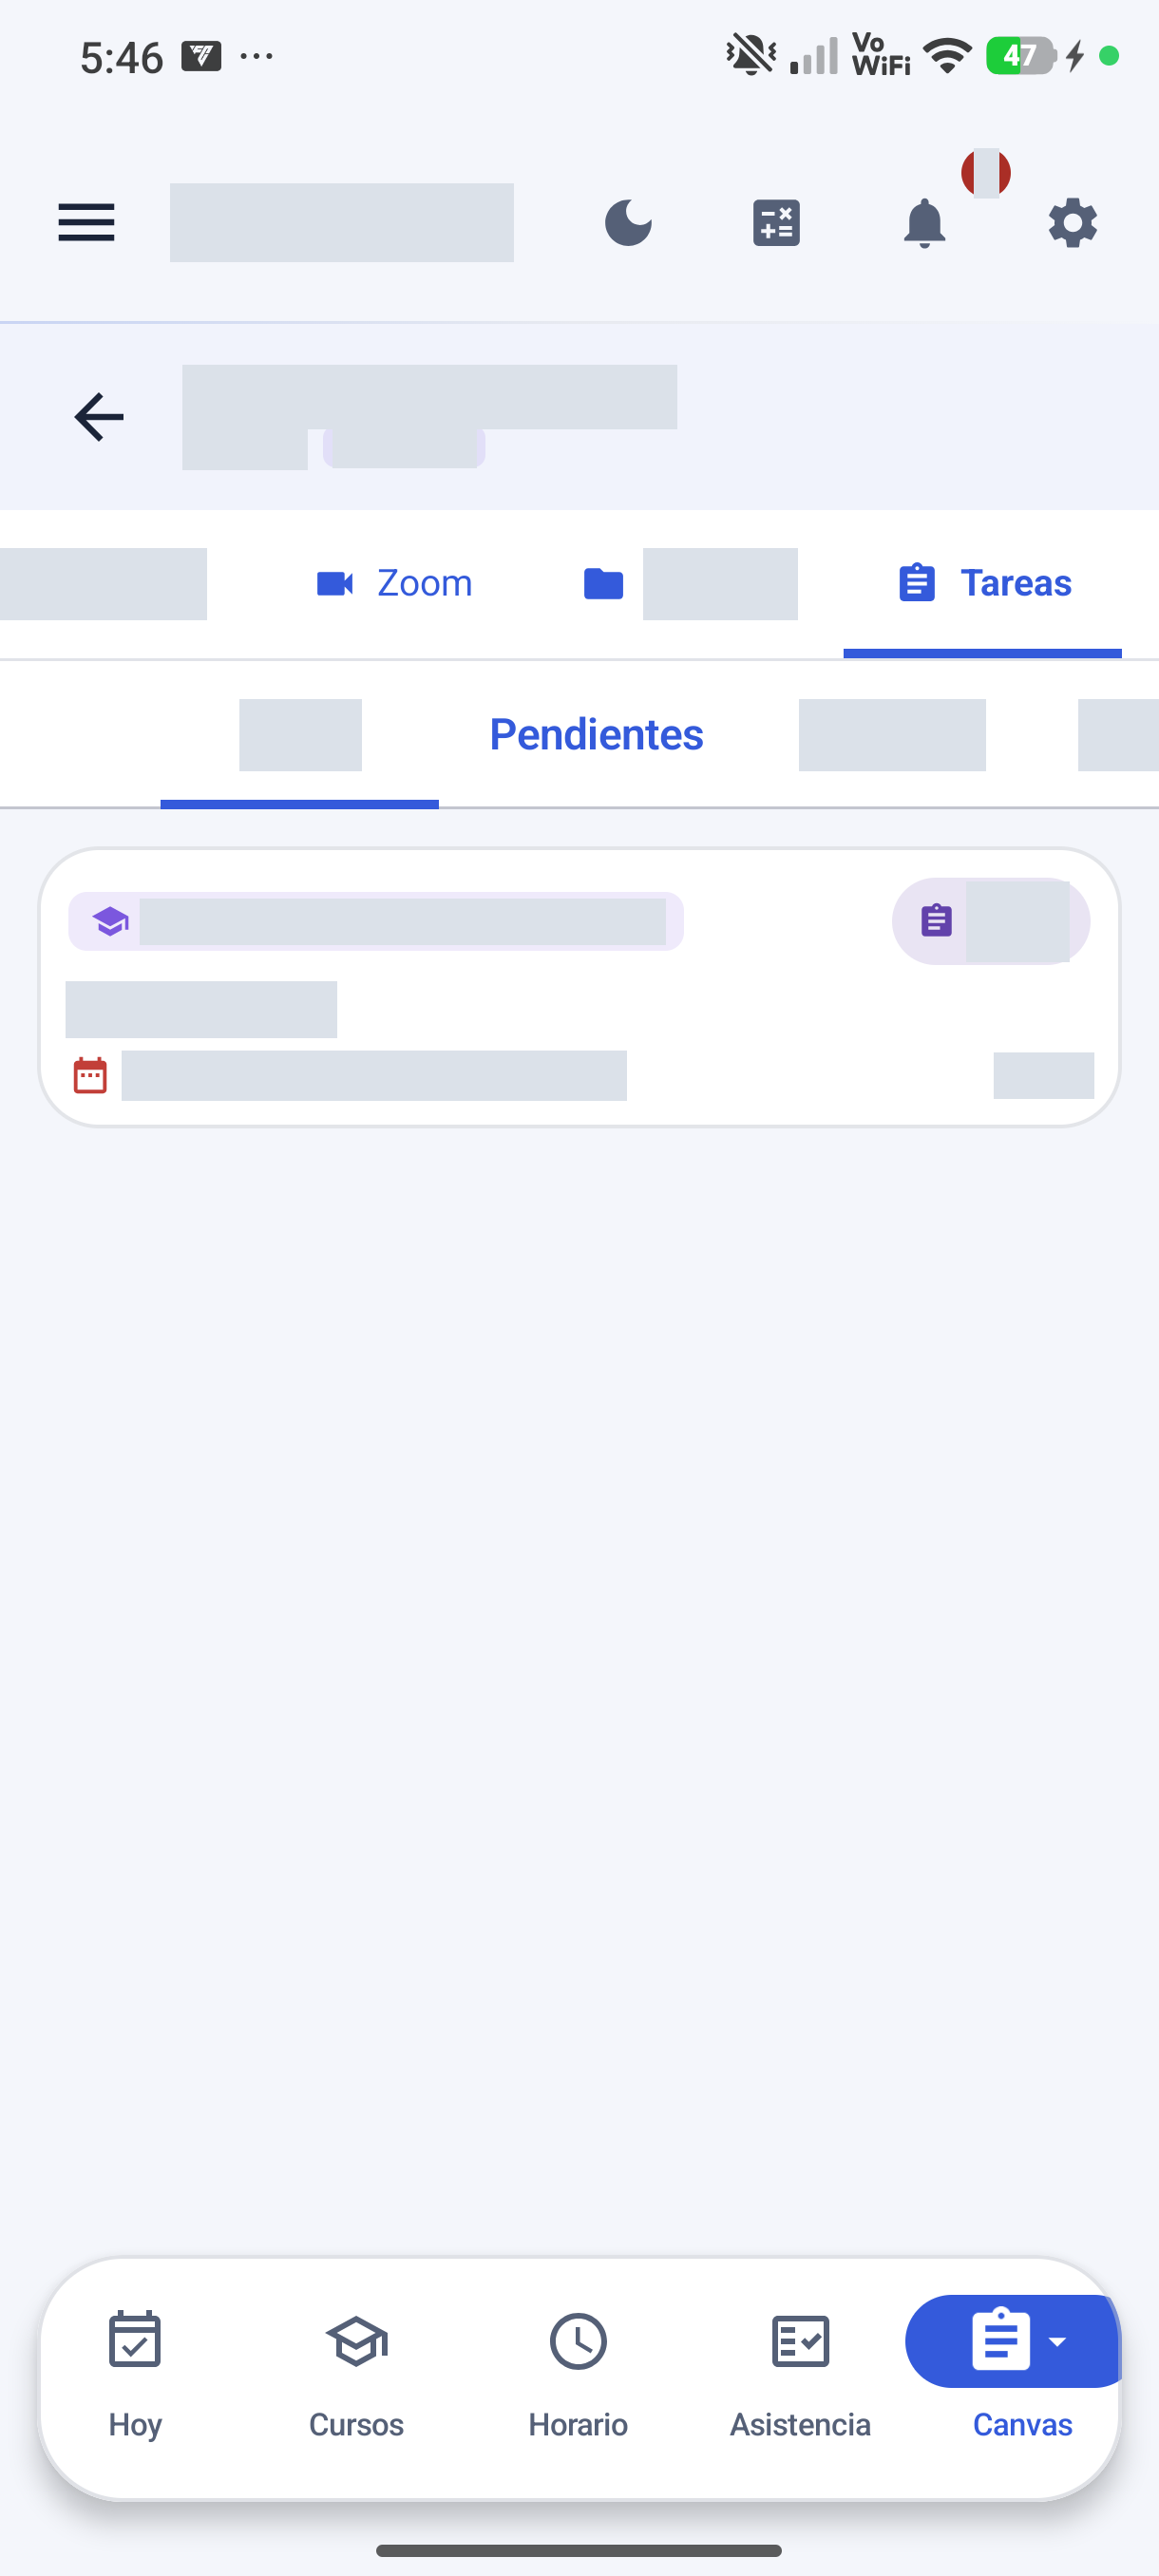 5:46
Vo
WiFi
47
Zoom
Tareas
Pendientes
Hoy
Cursos
Horario
Asistencia
Canvas